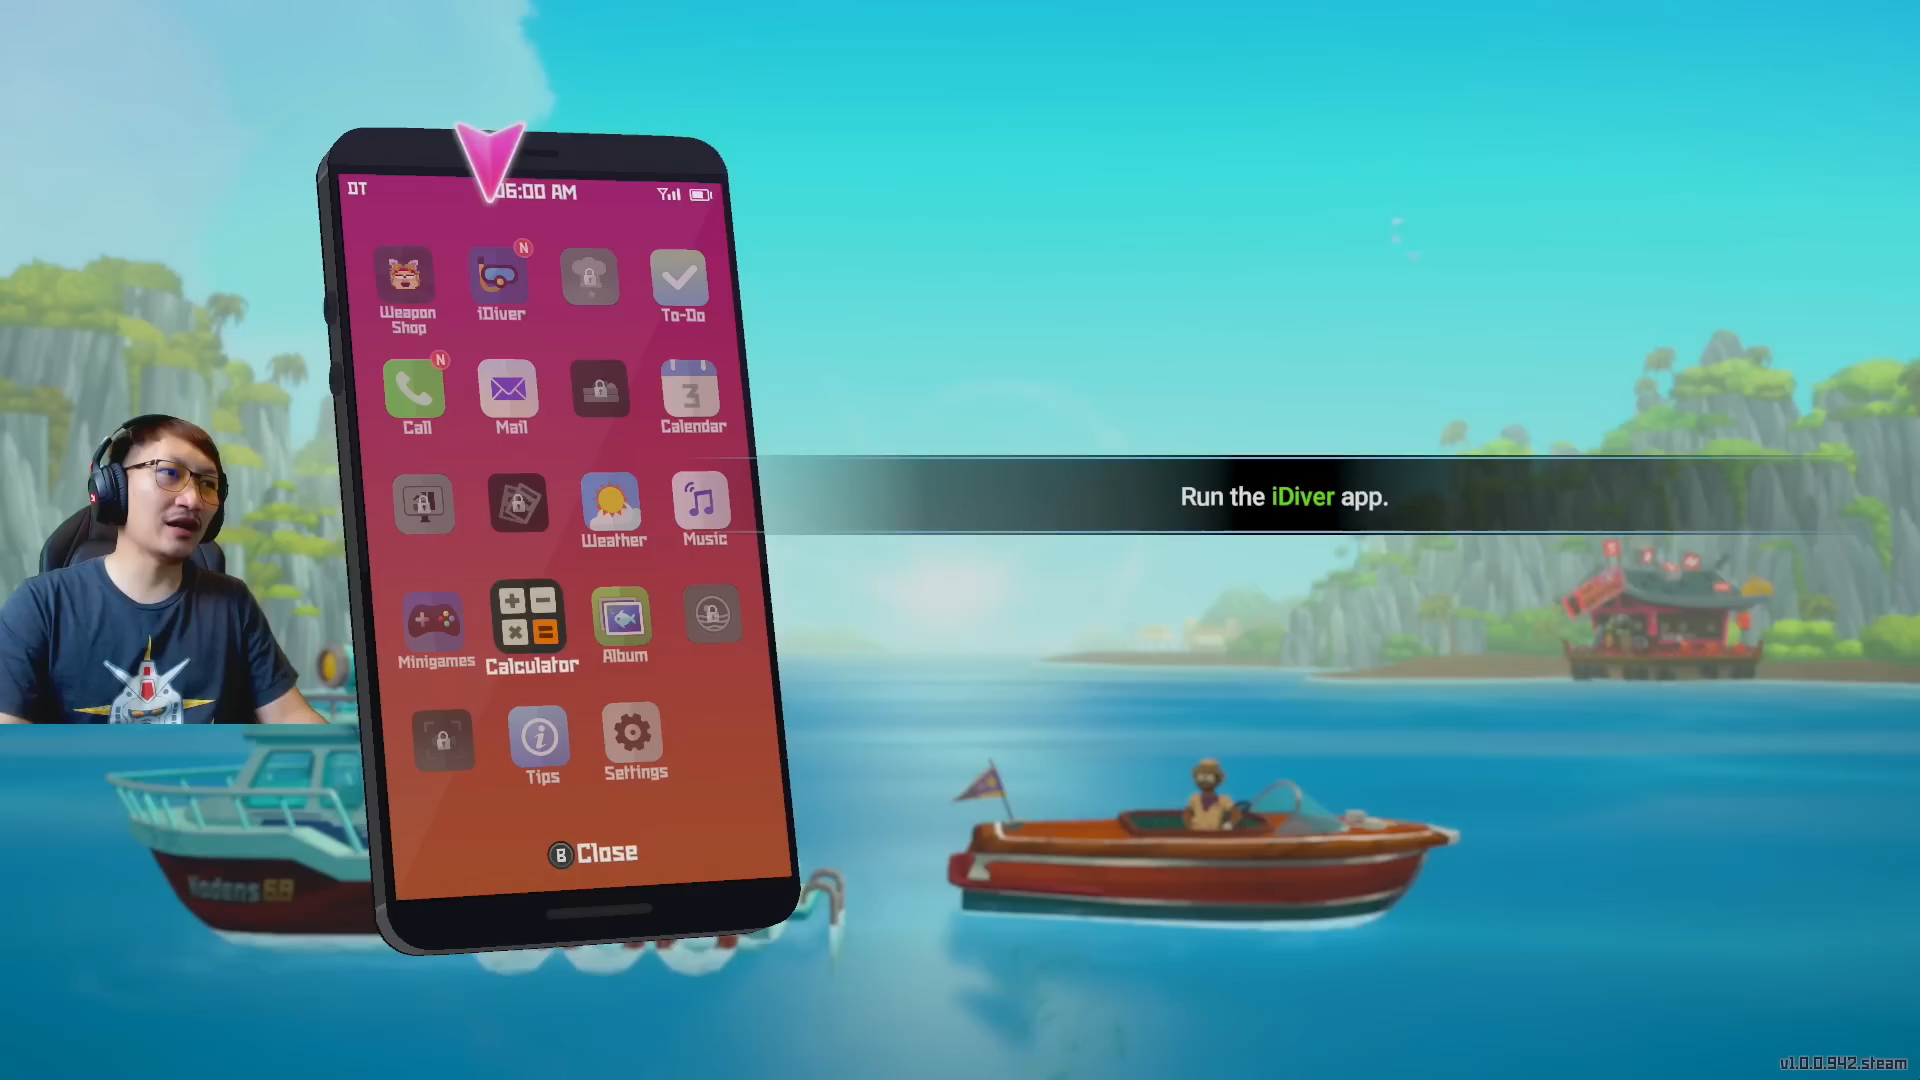 DT
06:00 AM
N
Weapon
Shop
iDiver
To-Do
N
Call
Mail
3
Calendar
Weather
Music
Minigames
Calculator
Album
Tips
Settings
B Close
Run the iDiver app.
v1.0.0.942.steam